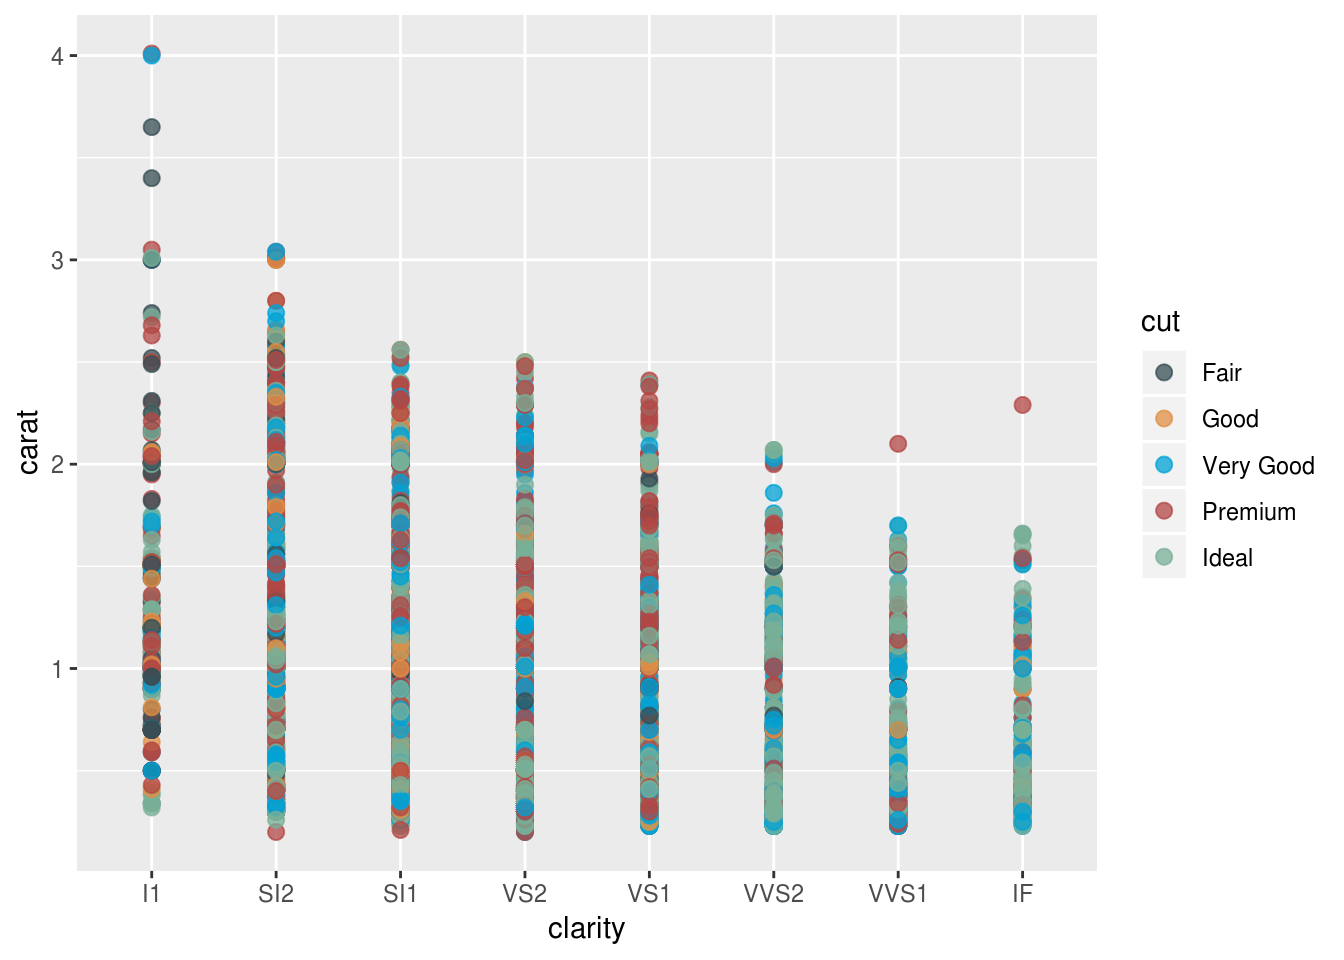 4
3
2
1
carat
I1 SI2 SI1 VS2 VS1 VVS2 VVS1 IF
clarity
cut
Fair
Good
Very Good
Premium
Ideal